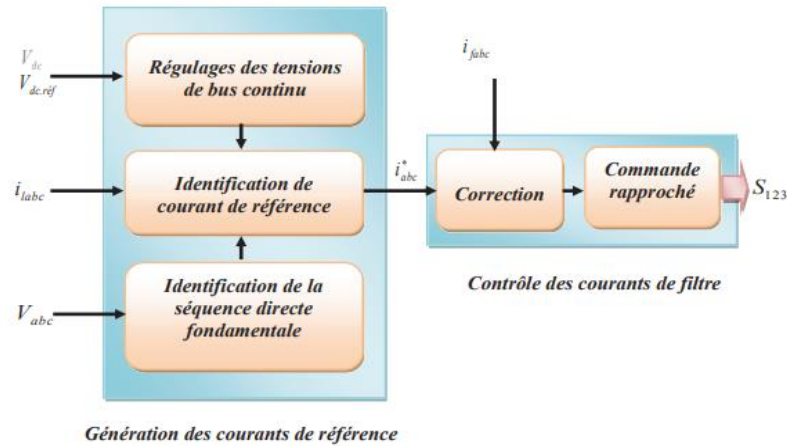 V_dc
V_dc.réf
Régulages des tensions
de bus continu
i_labc
Identification de
courant de référence
V_abc
Identification de la
séquence directe
fondamentale
Génération des courants de référence
i*_abc
i_fabc
Correction
Commande
rapproché
S_123
Contrôle des courants de filtre